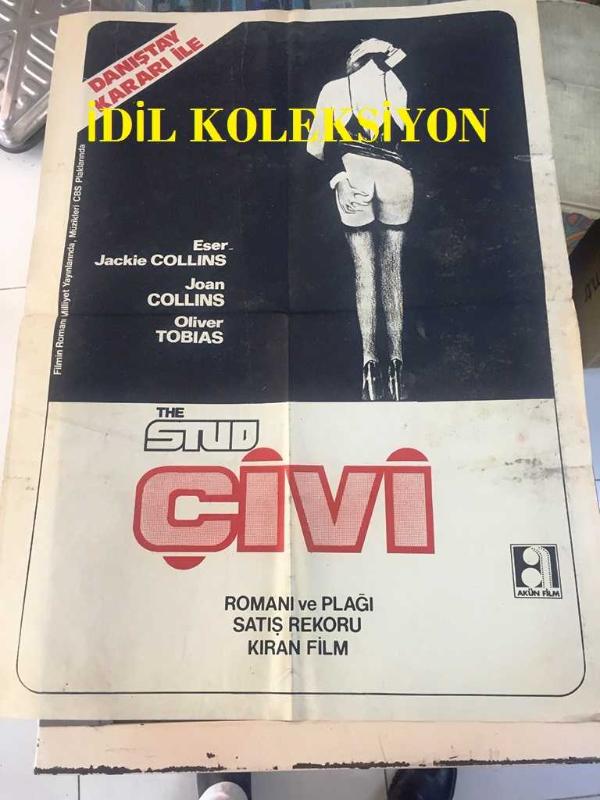 DANIŞTAY
KARARI İLE
İDİL KOLEKSİYON
Filmin Romanı Milliyet Yayınlarında, Müzikleri CBS Plaklarında
Eser
Jackie COLLINS
Joan
COLLINS
Oliver
TOBIAS
THE
STUD
ÇİVİ
AKÜN FİLM
ROMANI ve PLAĞI
SATIŞ REKORU
KIRAN FİLM